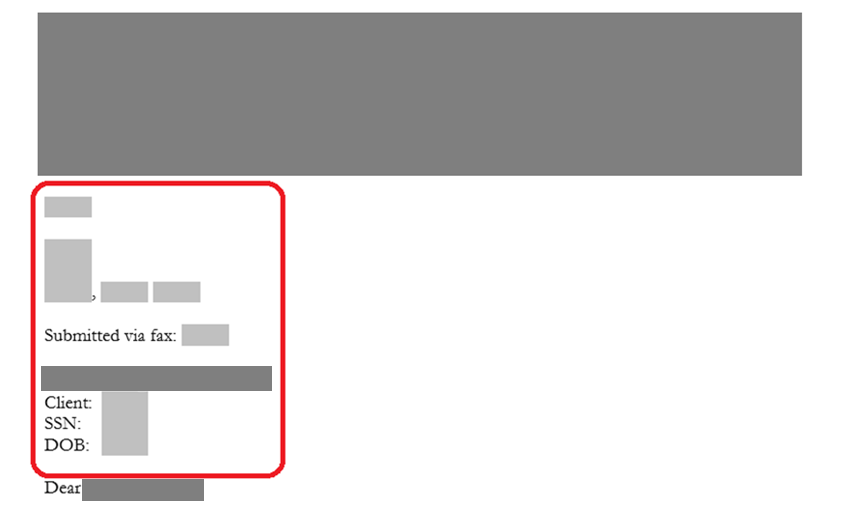 ,
Submitted via fax:
Client:
SSN:
DOB:
Dear